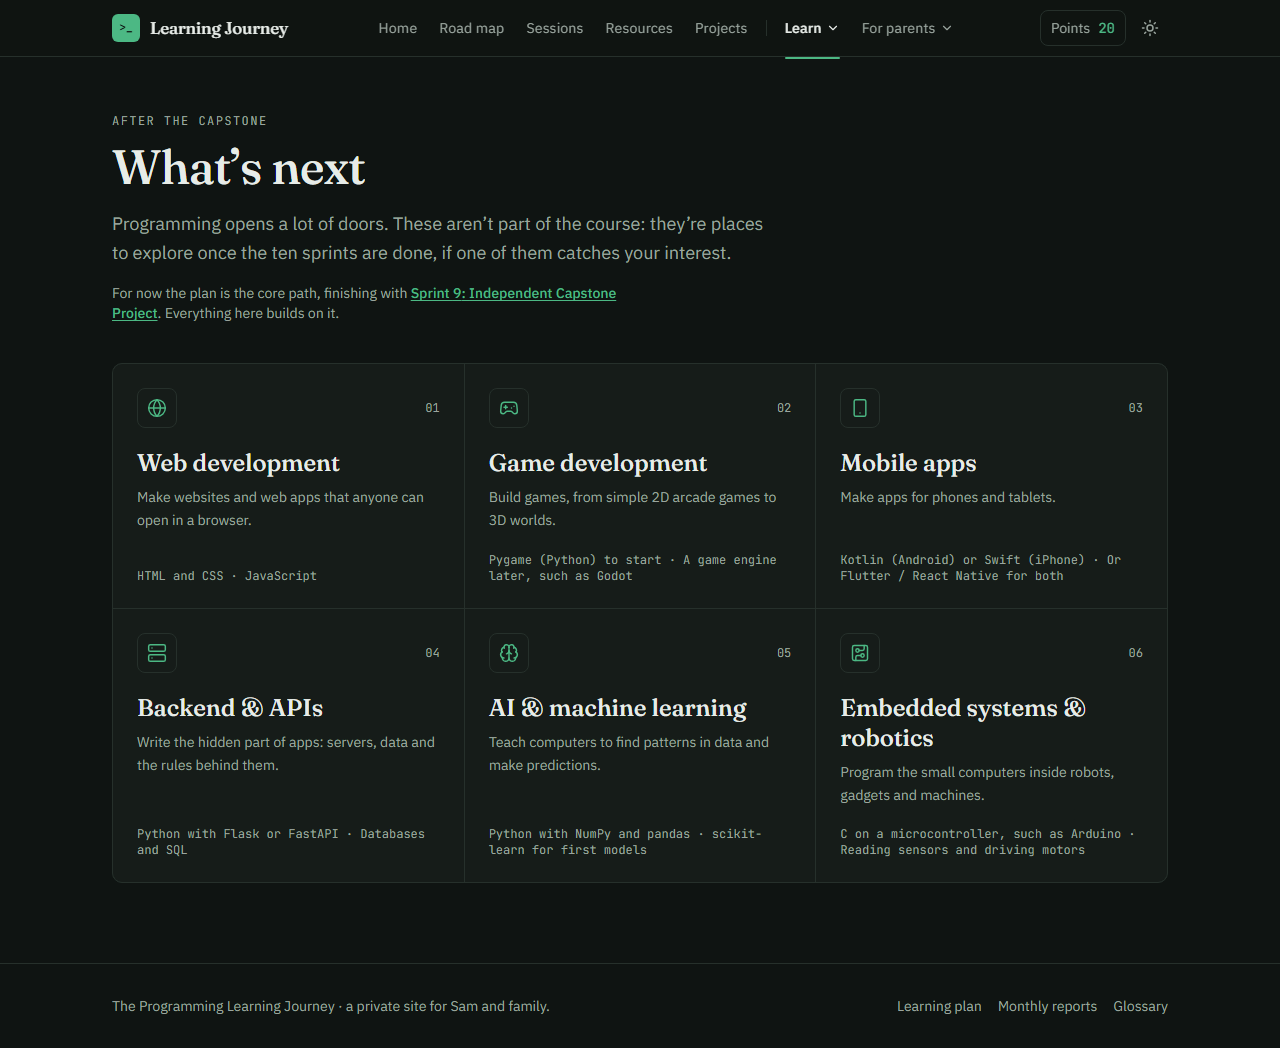 >_ Learning Journey
Home Road map Sessions Resources Projects Learn For parents Points 20
AFTER THE CAPSTONE
What’s next
Programming opens a lot of doors. These aren’t part of the course: they’re places
to explore once the ten sprints are done, if one of them catches your interest.
For now the plan is the core path, finishing with Sprint 9: Independent Capstone
Project. Everything here builds on it.
01
Web development
Make websites and web apps that anyone can
open in a browser.
HTML and CSS · JavaScript
02
Game development
Build games, from simple 2D arcade games to
3D worlds.
Pygame (Python) to start · A game engine
later, such as Godot
03
Mobile apps
Make apps for phones and tablets.
Kotlin (Android) or Swift (iPhone) · Or
Flutter / React Native for both
04
Backend & APIs
Write the hidden part of apps: servers, data and
the rules behind them.
Python with Flask or FastAPI · Databases
and SQL
05
AI & machine learning
Teach computers to find patterns in data and
make predictions.
Python with NumPy and pandas · scikit-
learn for first models
06
Embedded systems &
robotics
Program the small computers inside robots,
gadgets and machines.
C on a microcontroller, such as Arduino ·
Reading sensors and driving motors
The Programming Learning Journey · a private site for Sam and family.
Learning plan Monthly reports Glossary